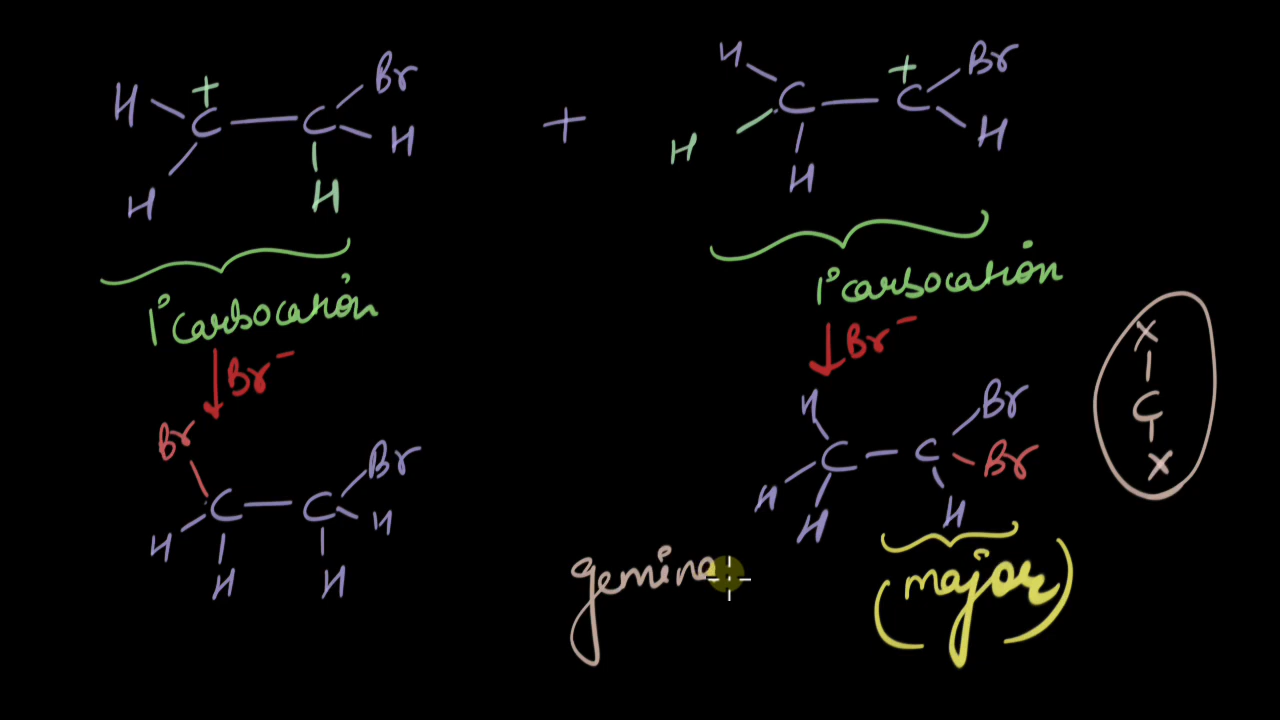 H + C C Br H H H
+
H H H C + C Br H H
1° carbocation
1° carbocation
Br⁻
Br⁻
Br C C Br H H H H
H C C Br Br H H H
X
C
X
gemina
(major)